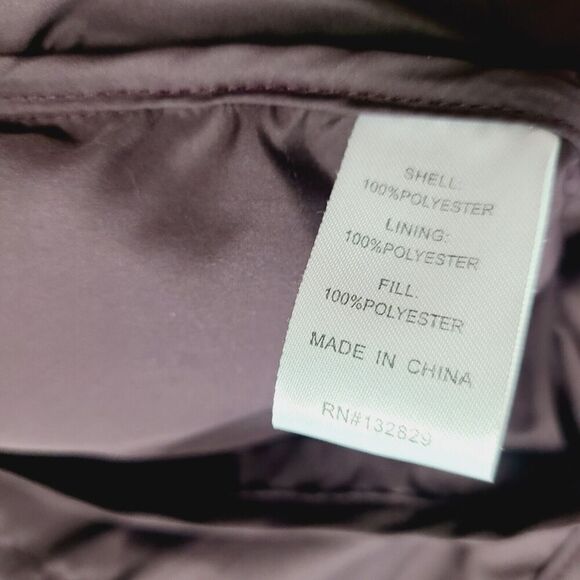 SHELL:
100%POLYESTER
LINING:
100%POLYESTER
FILL:
100%POLYESTER
MADE IN CHINA
RN#132829